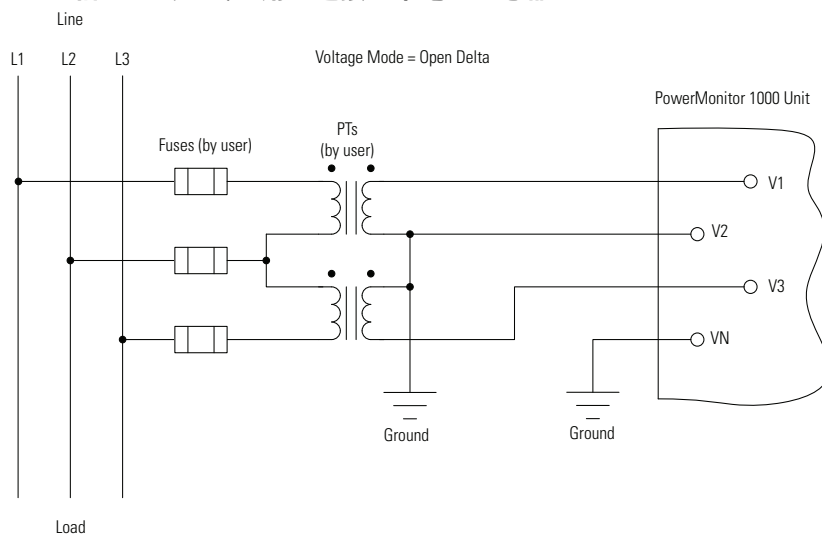 Line
L1 L2 L3
Voltage Mode = Open Delta
PowerMonitor 1000 Unit
Fuses (by user)
PTs
(by user)
V1
V2
V3
VN
Ground
Ground
Load